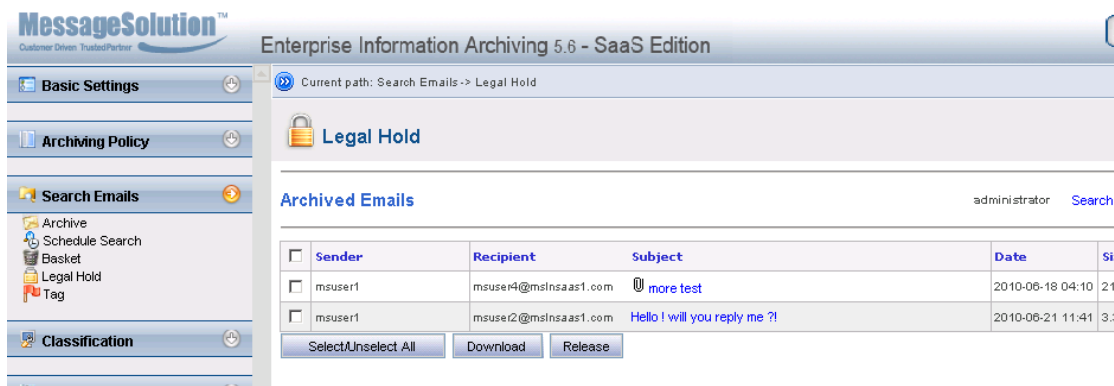 MessageSolution™
Customer Driven TrustedPartner
Enterprise Information Archiving 5.6 - SaaS Edition
Basic Settings
Archiving Policy
Search Emails
Archive
Schedule Search
Basket
Legal Hold
Tag
Classification
Current path: Search Emails -> Legal Hold
Legal Hold
Archived Emails administrator Search
Sender Recipient Subject Date Si
msuser1 msuser4@mslnsaas1.com more test 2010-06-18 04:10 21
msuser1 msuser2@mslnsaas1.com Hello ! will you reply me ?! 2010-06-21 11:41 3.
Select/Unselect All Download Release